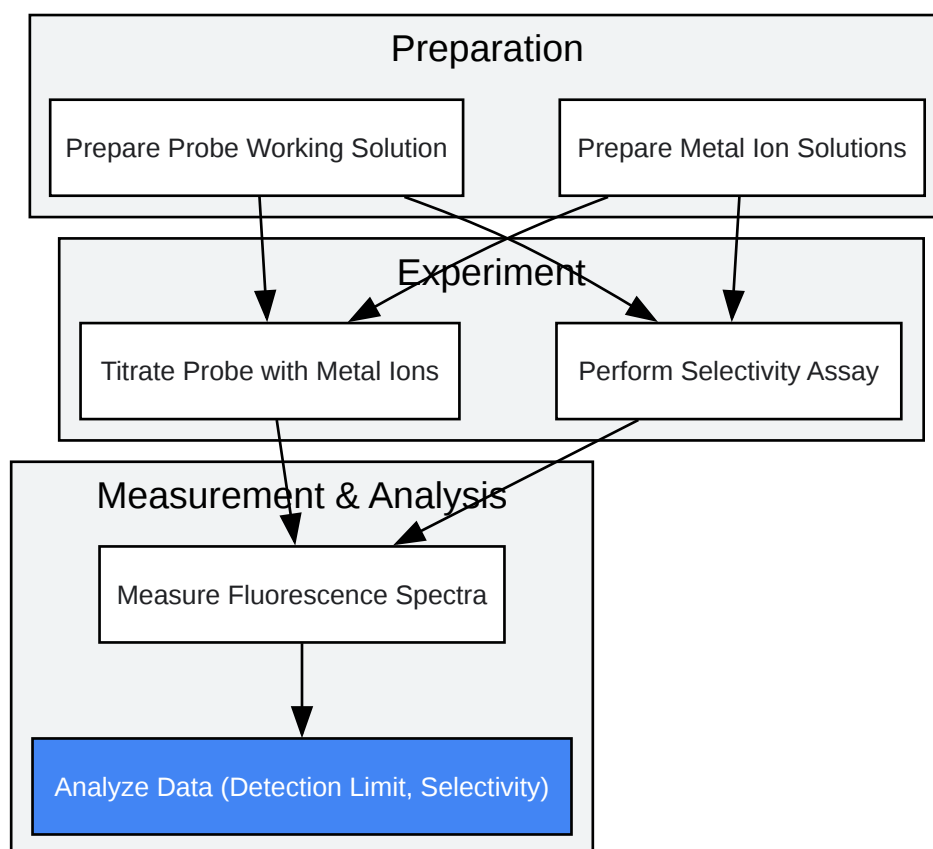 Preparation
Prepare Probe Working Solution
Prepare Metal Ion Solutions
Experiment
Titrate Probe with Metal Ions
Perform Selectivity Assay
Measurement & Analysis
Measure Fluorescence Spectra
Analyze Data (Detection Limit, Selectivity)